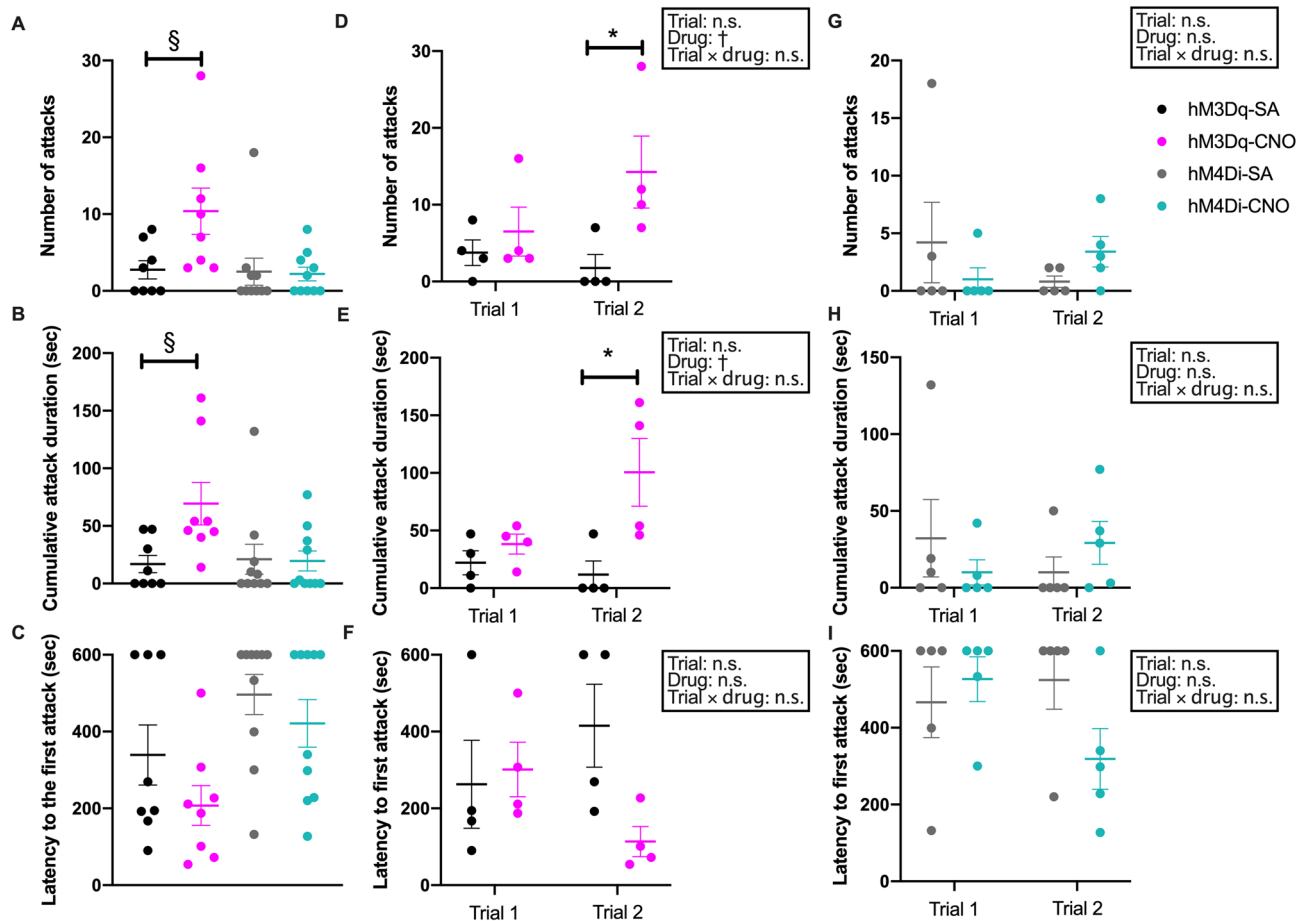 A
§
Number of attacks
30
20
10
0
D
Trial: n.s.
Drug: †
Trial × drug: n.s.
*
Number of attacks
30
20
10
0
Trial 1
Trial 2
G
Trial: n.s.
Drug: n.s.
Trial × drug: n.s.
Number of attacks
20
15
10
5
0
Trial 1
Trial 2
hM3Dq-SA
hM3Dq-CNO
hM4Di-SA
hM4Di-CNO
B
§
Cumulative attack duration (sec)
200
150
100
50
0
E
Trial: n.s.
Drug: †
Trial × drug: n.s.
*
Cumulative attack duration (sec)
200
150
100
50
0
Trial 1
Trial 2
H
Trial: n.s.
Drug: n.s.
Trial × drug: n.s.
Cumulative attack duration (sec)
150
100
50
0
Trial 1
Trial 2
C
Latency to the first attack (sec)
600
400
200
0
F
Trial: n.s.
Drug: n.s.
Trial × drug: n.s.
Latency to first attack (sec)
600
400
200
0
Trial 1
Trial 2
I
Trial: n.s.
Drug: n.s.
Trial × drug: n.s.
Latency to first attack (sec)
600
400
200
0
Trial 1
Trial 2